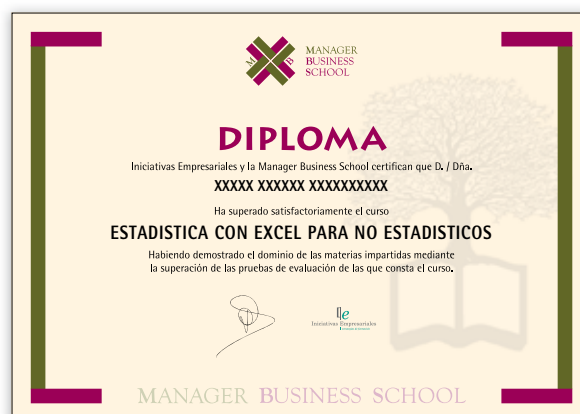 M B
MANAGER
BUSINESS
SCHOOL
DIPLOMA
Iniciativas Empresariales y la Manager Business School certifican que D. / Dña.
XXXXX XXXXXX XXXXXXXXXX
Ha superado satisfactoriamente el curso
ESTADISTICA CON EXCEL PARA NO ESTADISTICOS
Habiendo demostrado el dominio de las materias impartidas mediante
la superación de las pruebas de evaluación de las que consta el curso.
Ile
Iniciativas Empresariales
MANAGER BUSINESS SCHOOL